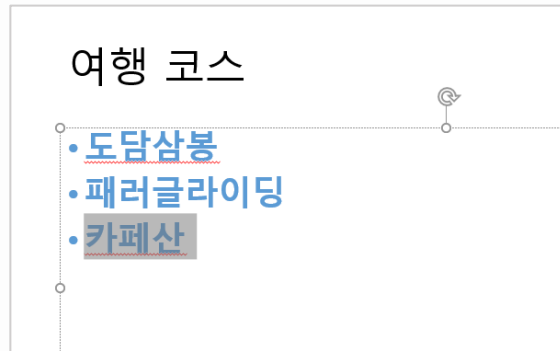 여행 코스
• 도담삼봉
• 패러글라이딩
• 카페산